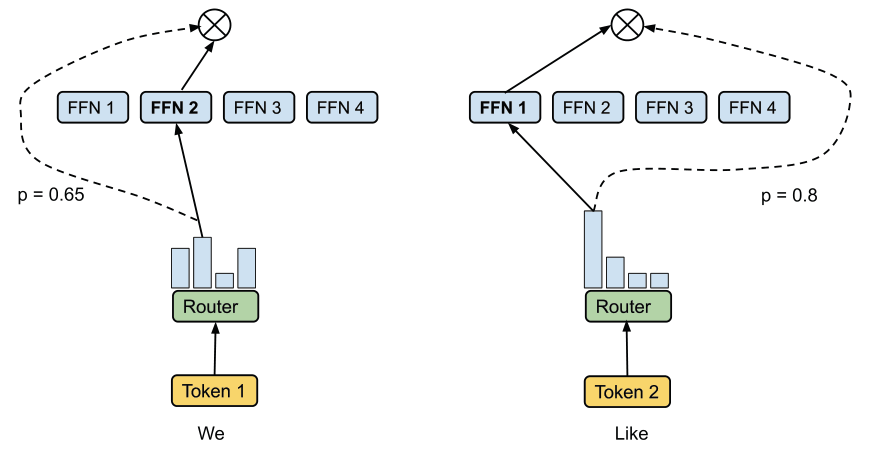 FFN 1 FFN 2 FFN 3 FFN 4
p = 0.65
Router
Token 1
We
FFN 1 FFN 2 FFN 3 FFN 4
p = 0.8
Router
Token 2
Like